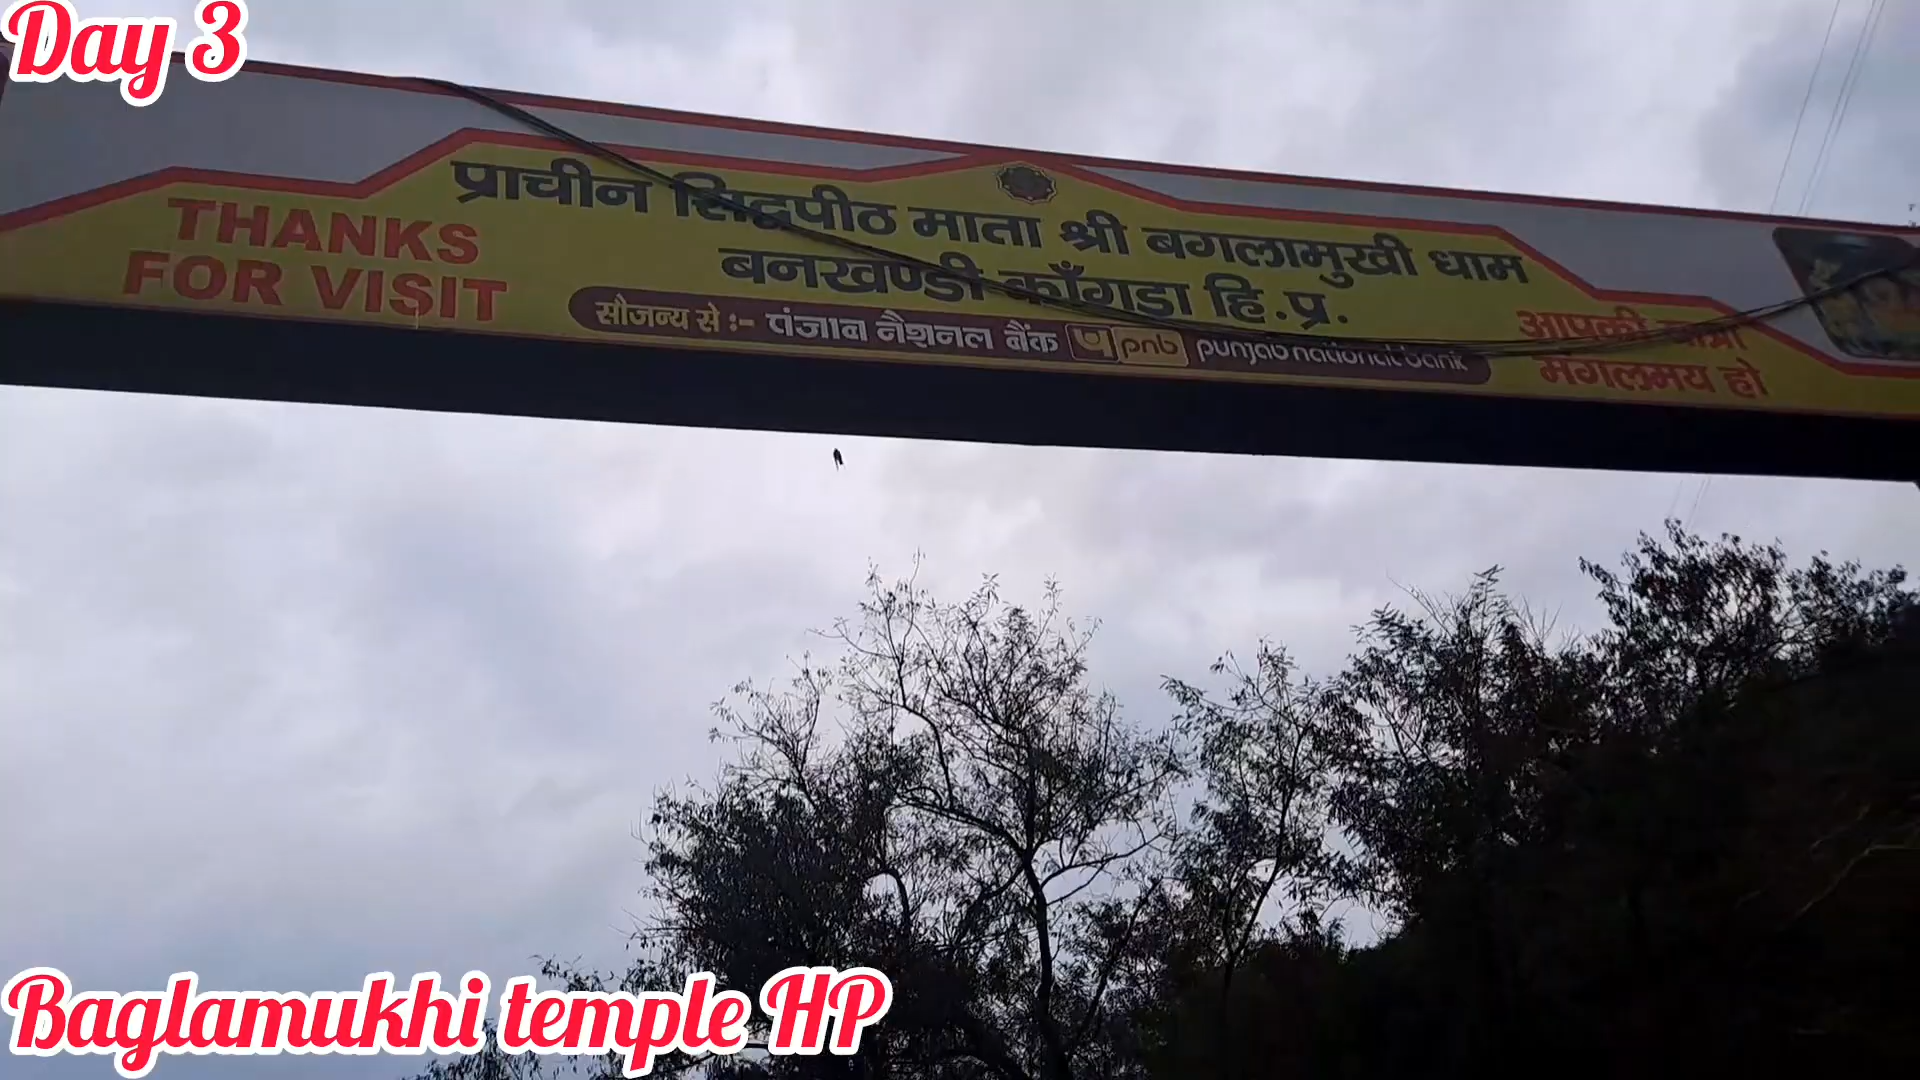 Day 3
THANKS
FOR VISIT
प्राचीन सिद्वपीठ माता श्री बगलामुखी धाम
बनखण्डी काँगडा हि.प्र.
सौजन्य से :- पंजाब नैशनल बैंक pnb punjab national bank
आपकी यात्रा
मंगलमय हो
Baglamukhi temple HP